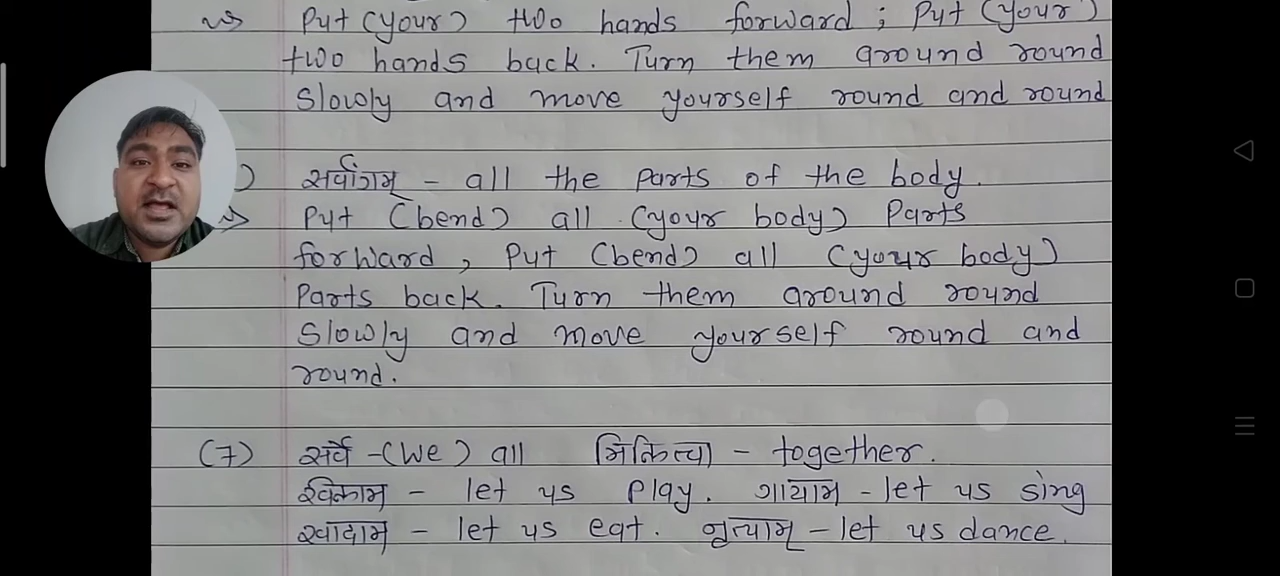 ⇒ Put (your) two hands forward ; Put (your)
two hands back. Turn them around round
Slowly and move yourself round and round
) सर्वांगम् - all the parts of the body.
⇒ Put (bend) all (your body) Parts
forward, Put (bend) all (your body)
Parts back. Turn them around round
Slowly and move yourself round and
round.
(7) सर्वे -(We) all मिलित्वा - together.
खेलाम - let us Play. गायाम - let us sing
खादाम - let us eat. नृत्याम् - let us dance.